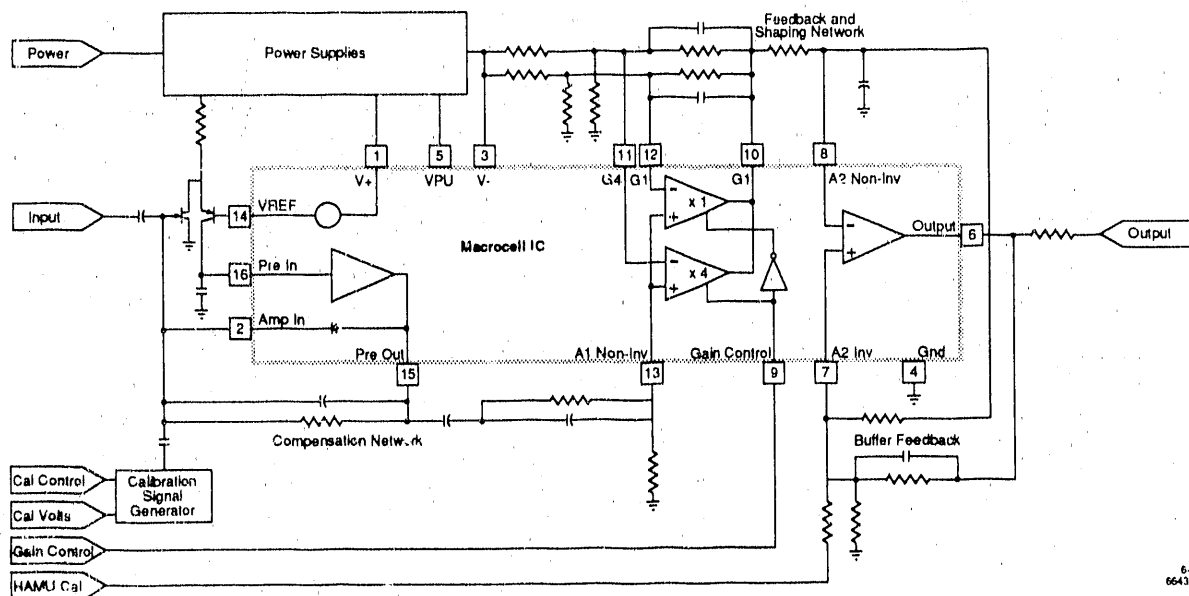 Power
Power Supplies
Feedback and
Shaping Network
1
5
3
11
12
10
8
V+
VPU
V-
G4
G1
G1
A2 Non-Inv
Input
14
VREF
Macrocell IC
x 1
x 4
Output
6
Output
16
Pre In
2
Amp In
Pre Out
15
A1 Non-Inv
13
Gain Control
9
A2 Inv
7
Gnd
4
Compensation Network
Buffer Feedback
Cal Control
Cal Volts
Calibration
Signal
Generator
Gain Control
HAMU Cal
6-
6643